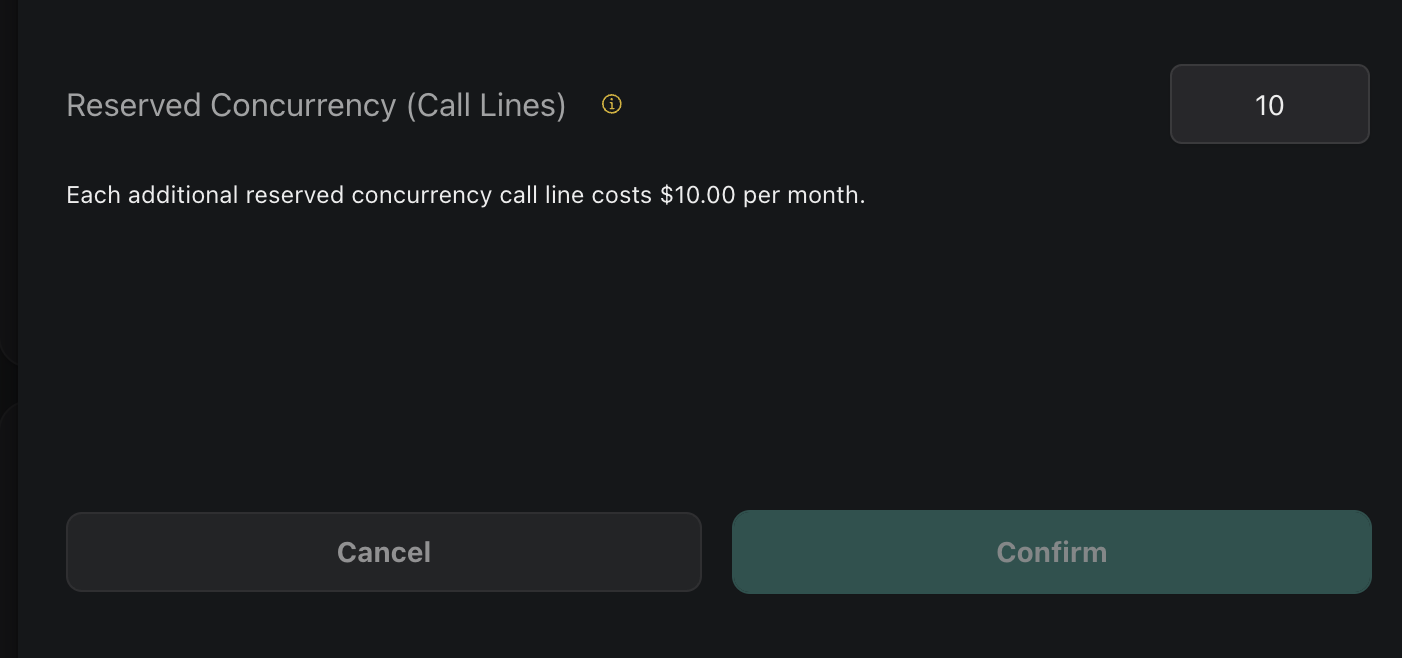 Reserved Concurrency (Call Lines)
10
Each additional reserved concurrency call line costs $10.00 per month.
Cancel
Confirm